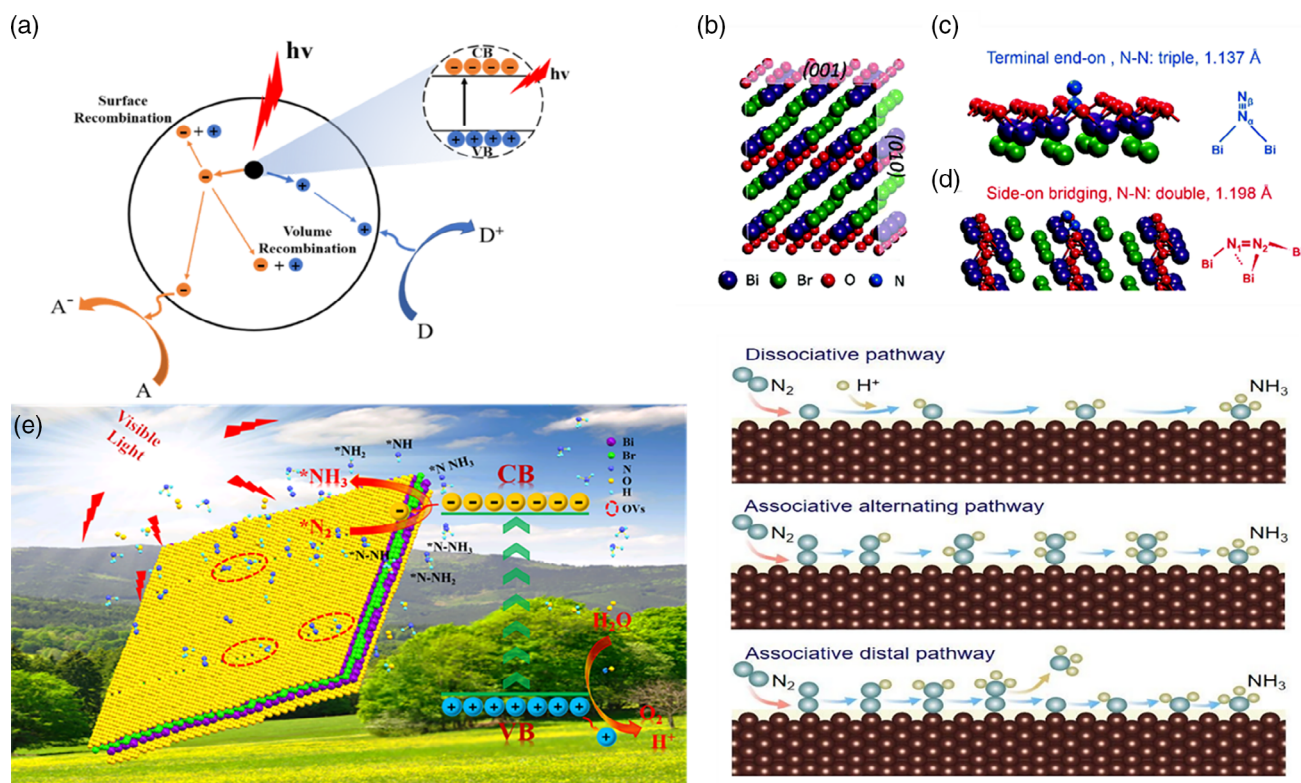 (a)
hν
CB
hν
VB
Surface
Recombination
Volume
Recombination
D⁺
D
A⁻
A
(b)
(001)
(010)
Bi Br O N
(c)
Terminal end-on , N-N: triple, 1.137 Å
Nβ
Nα
Bi Bi
(d)
Side-on bridging, N-N: double, 1.198 Å
N₁=N₂
Bi
Bi
(e)
Visible
Light
*NH₂
*NH
*N NH₃
*NH₃
*N₂
*N-NH
*N-NH₃
*N-NH₂
Bi
Br
N
O
H
OVs
CB
H₂O
VB
O₂
H⁺
Dissociative pathway
N₂
H⁺
NH₃
Associative alternating pathway
N₂
NH₃
Associative distal pathway
N₂
NH₃